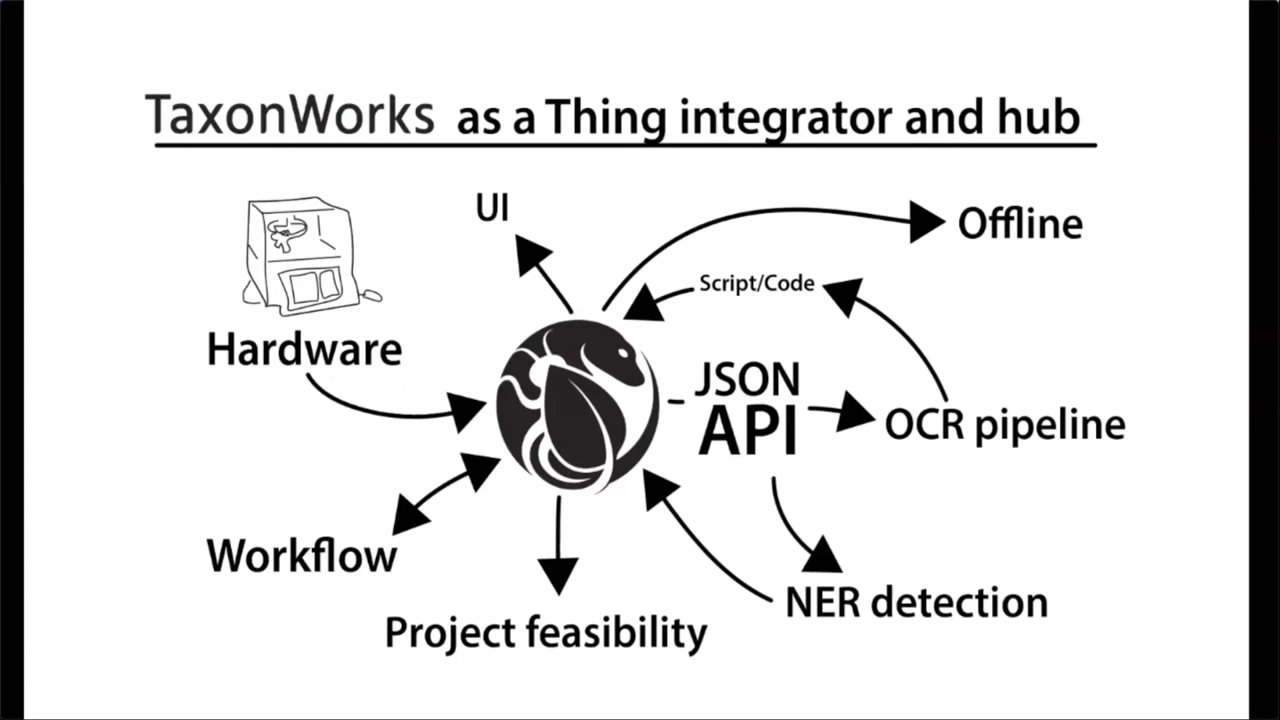 TaxonWorks as a Thing integrator and hub
UI
Offline
Script/Code
Hardware
JSON
API
OCR pipeline
Workflow
NER detection
Project feasibility